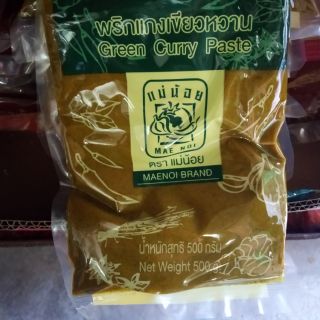 พริกแกงเขียวหวาน
Green Curry Paste
แม่น้อย
MAE NOI
ตรา แม่น้อย
MAENOI BRAND
น้ำหนักสุทธิ 500 กรัม
Net Weight 500 g.